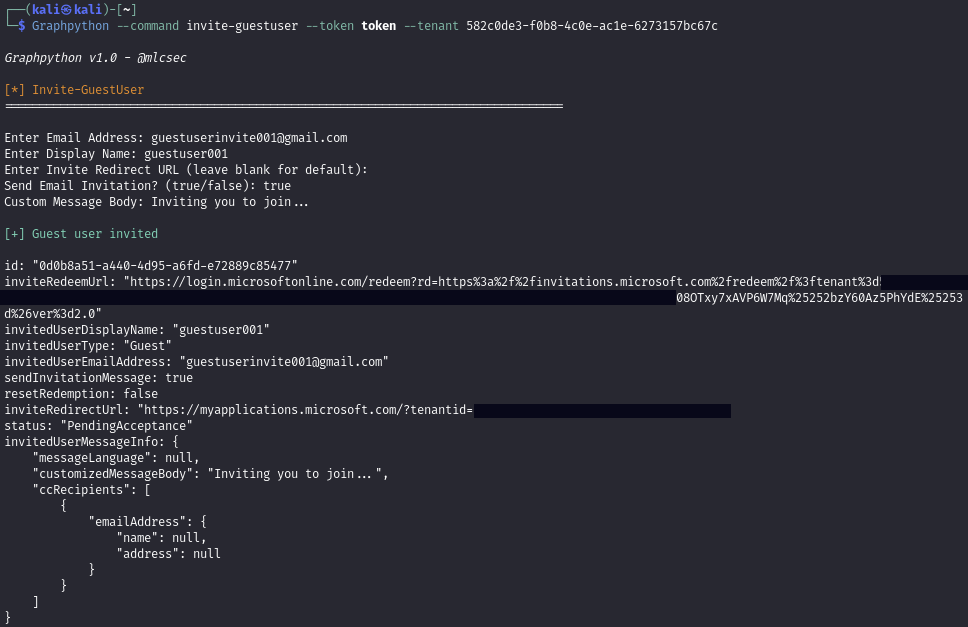 ┌──(kali㉿kali)-[~]
└─$ Graphpython --command invite-guestuser --token token --tenant 582c0de3-f0b8-4c0e-ac1e-6273157bc67c
Graphpython v1.0 - @mlcsec
[*] Invite-GuestUser
================================================================================
Enter Email Address: guestuserinvite001@gmail.com
Enter Display Name: guestuser001
Enter Invite Redirect URL (leave blank for default):
Send Email Invitation? (true/false): true
Custom Message Body: Inviting you to join...
[+] Guest user invited
id: "0d0b8a51-a440-4d95-a6fd-e72889c85477"
inviteRedeemUrl: "https://login.microsoftonline.com/redeem?rd=https%3a%2f%2finvitations.microsoft.com%2fredeem%2f%3ftenant%3d
08OTxy7xAVP6W7Mq%25252bzY60Az5PhYdE%25253
d%26ver%3d2.0"
invitedUserDisplayName: "guestuser001"
invitedUserType: "Guest"
invitedUserEmailAddress: "guestuserinvite001@gmail.com"
sendInvitationMessage: true
resetRedemption: false
inviteRedirectUrl: "https://myapplications.microsoft.com/?tenantid=
status: "PendingAcceptance"
invitedUserMessageInfo: {
    "messageLanguage": null,
    "customizedMessageBody": "Inviting you to join...",
    "ccRecipients": [
        {
            "emailAddress": {
                "name": null,
                "address": null
            }
        }
    ]
}